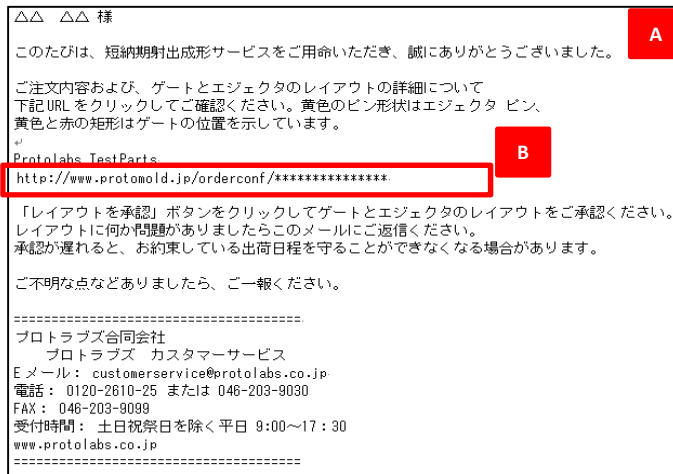 △△　△△ 様
A
このたびは、短納期射出成形サービスをご用命いただき、誠にありがとうございました。
ご注文内容および、ゲートとエジェクタのレイアウトの詳細について
下記URLをクリックしてご確認ください。黄色のピン形状はエジェクタ ピン、
黄色と赤の矩形はゲートの位置を示しています。
↵
B
Protolabs TestParts
http://www.protomold.jp/orderconf/***************
「レイアウトを承認」ボタンをクリックしてゲートとエジェクタのレイアウトをご承認ください。
レイアウトに何か問題がありましたらこのメールにご返信ください。
承認が遅れると、お約束している出荷日程を守ることができなくなる場合があります。
ご不明な点などありましたら、ご一報ください。
=====================================
プロトラブズ合同会社
プロトラブズ　カスタマーサービス
Eメール： customerservice@protolabs.co.jp
電話： 0120-2610-25 または 046-203-9030
FAX： 046-203-9099
受付時間： 土日祝祭日を除く平日 9:00～17：30
www.protolabs.co.jp
=====================================